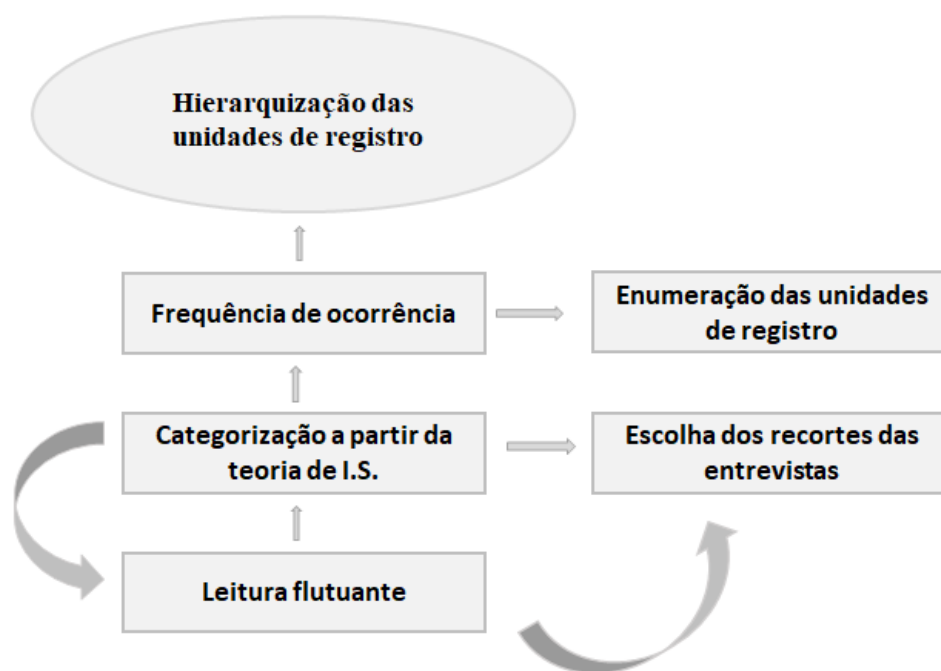 Hierarquização das
unidades de registro
Frequência de ocorrência
Enumeração das unidades
de registro
Categorização a partir da
teoria de I.S.
Escolha dos recortes das
entrevistas
Leitura flutuante